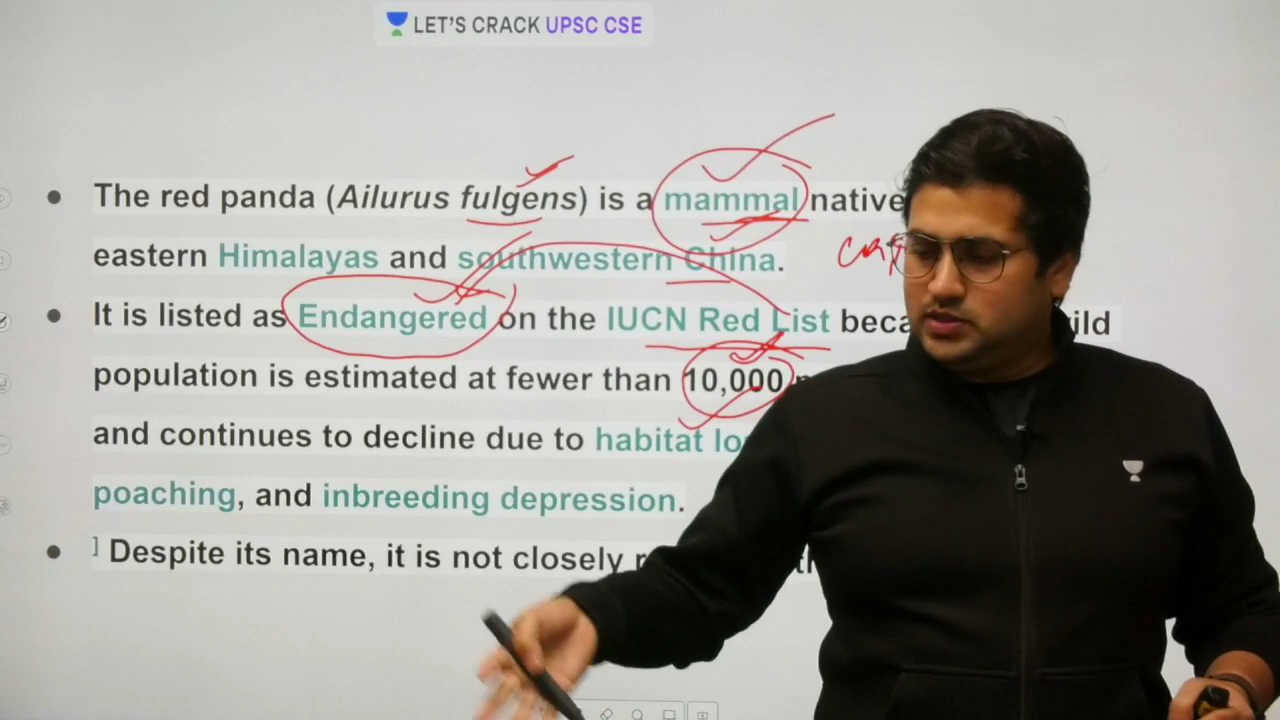 LET'S CRACK UPSC CSE
The red panda (Ailurus fulgens) is a mammal native
eastern Himalayas and southwestern China.
It is listed as Endangered on the IUCN Red List
population is estimated at fewer than 10,000
and continues to decline due to habitat
poaching, and inbreeding depression.
] Despite its name, it is not closely